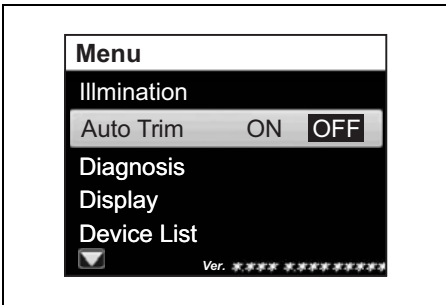 Menu
Illmination
Auto Trim ON OFF
Diagnosis
Display
Device List
Ver. **** **********